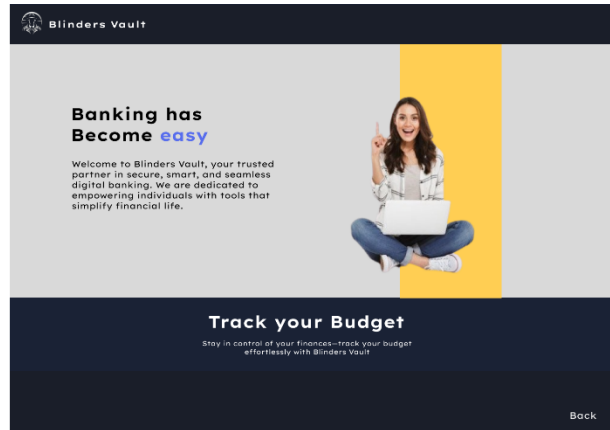 Blinders Vault
Banking has
Become easy
Welcome to Blinders Vault, your trusted
partner in secure, smart, and seamless
digital banking. We are dedicated to
empowering individuals with tools that
simplify financial life.
Track your Budget
Stay in control of your finances—track your budget
effortlessly with Blinders Vault
Back